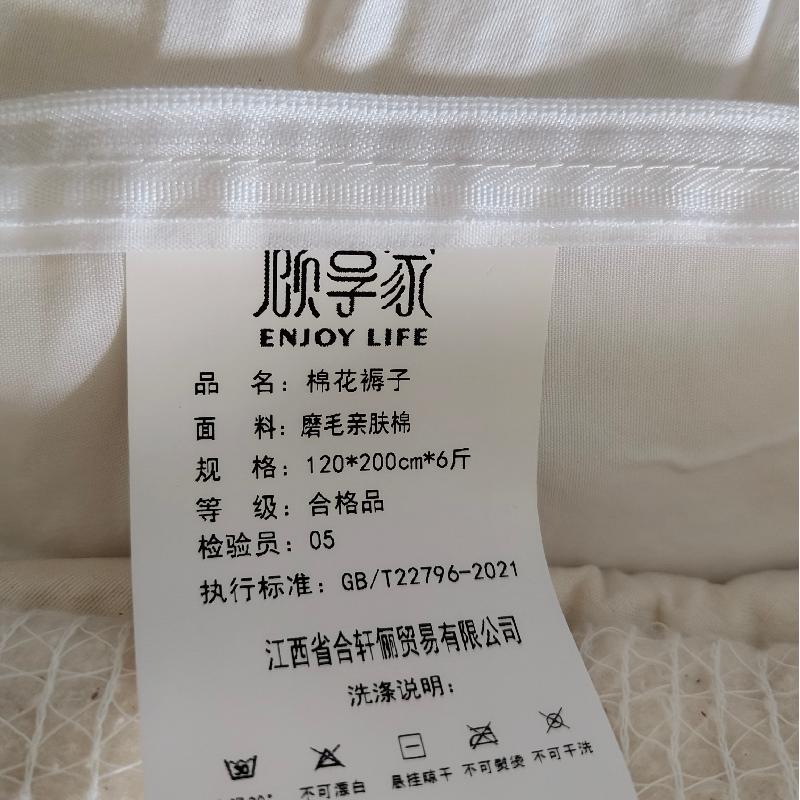 颐享家
ENJOY LIFE
品 名：棉花褥子
面 料：磨毛亲肤棉
规 格：120*200cm*6斤
等 级：合格品
检验员：05
执行标准：GB/T22796-2021
江西省合轩俪贸易有限公司
洗涤说明：
不可漂白 悬挂晾干 不可熨烫 不可干洗